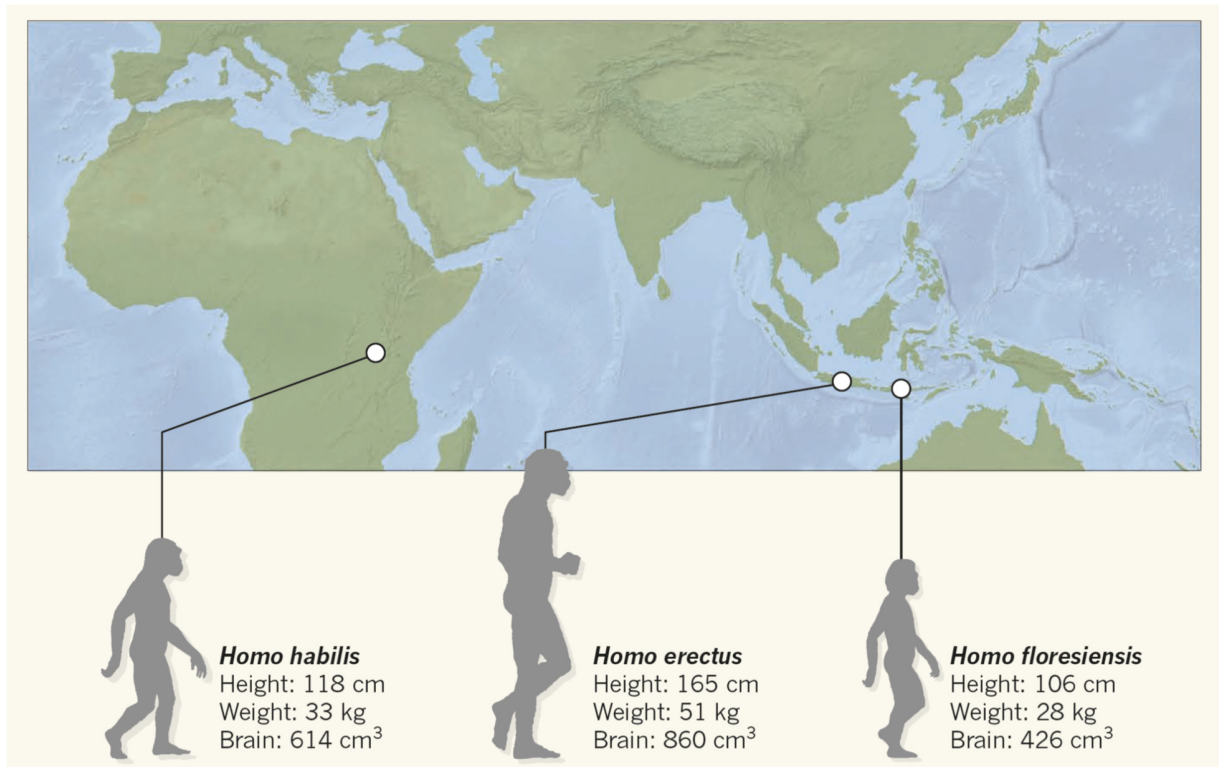 Homo habilis
Height: 118 cm
Weight: 33 kg
Brain: 614 cm³
Homo erectus
Height: 165 cm
Weight: 51 kg
Brain: 860 cm³
Homo floresiensis
Height: 106 cm
Weight: 28 kg
Brain: 426 cm³